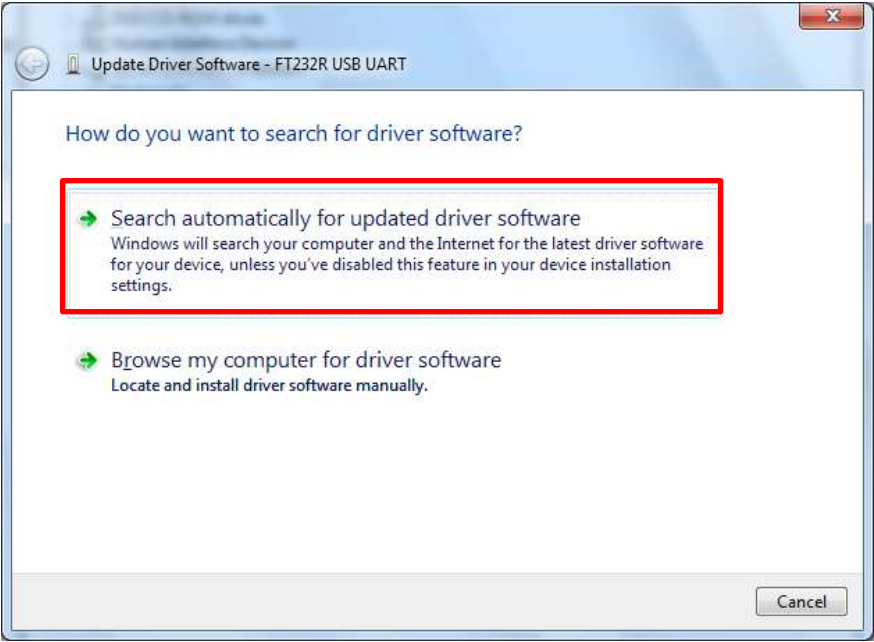 Update Driver Software - FT232R USB UART
How do you want to search for driver software?
Search automatically for updated driver software
Windows will search your computer and the Internet for the latest driver software
for your device, unless you've disabled this feature in your device installation
settings.
Browse my computer for driver software
Locate and install driver software manually.
Cancel